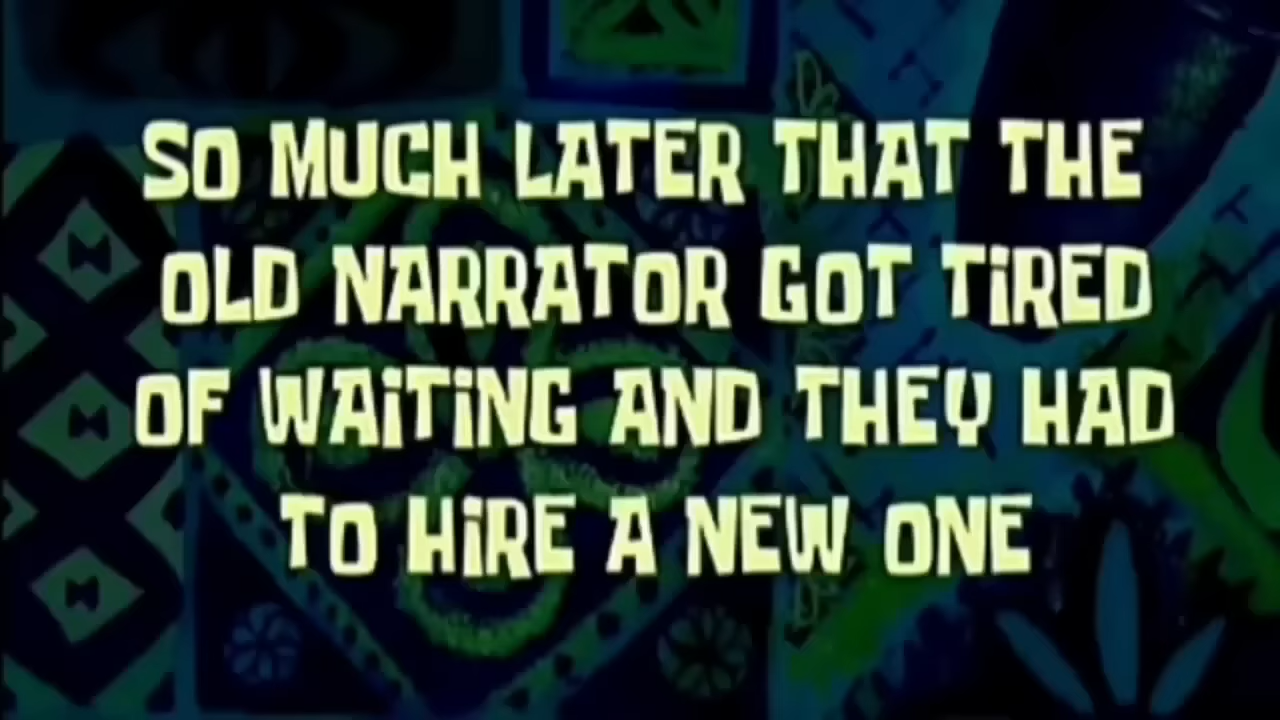 SO MUCH LATER THAT THE
OLD NARRATOR GOT TIRED
OF WAITING AND THEY HAD
TO HIRE A NEW ONE